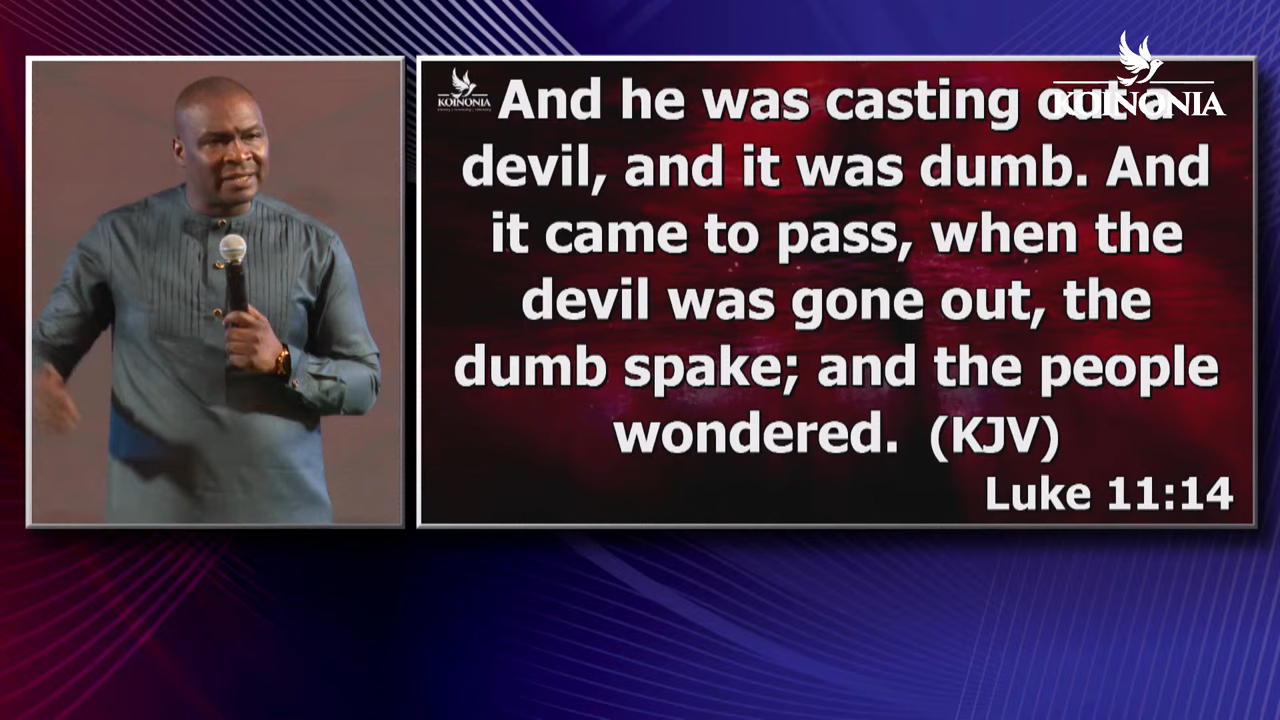 KOINONIA
KOINONIA
And he was casting out a
devil, and it was dumb. And
it came to pass, when the
devil was gone out, the
dumb spake; and the people
wondered. (KJV)
Luke 11:14